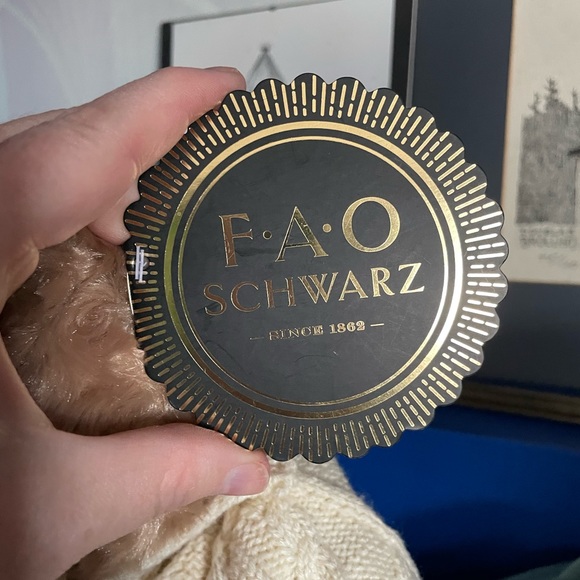 F·A·O
SCHWARZ
— SINCE 1862 —